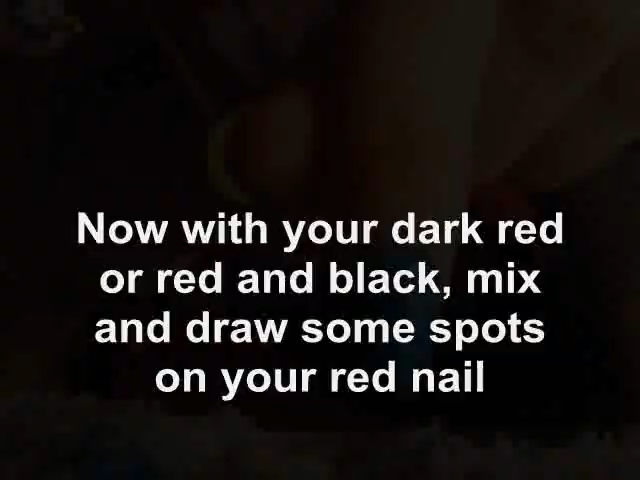 Now with your dark red
or red and black, mix
and draw some spots
on your red nail